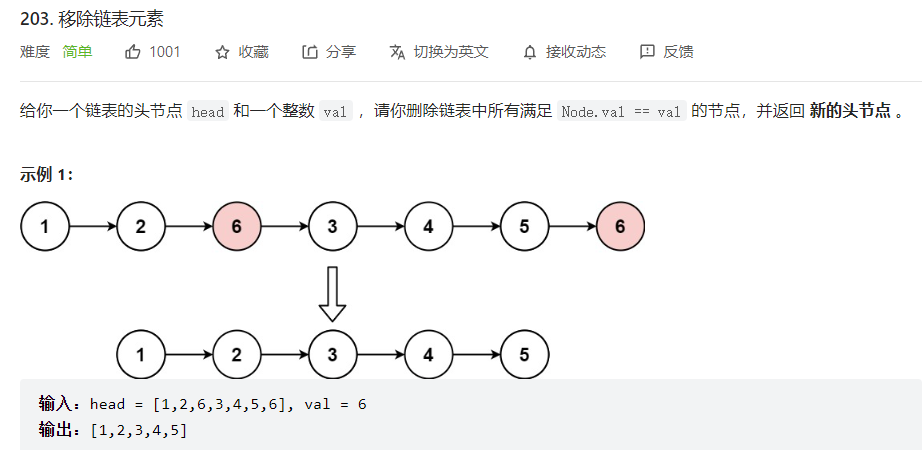 203. 移除链表元素
难度 简单 1001 收藏 分享 切换为英文 接收动态 反馈
给你一个链表的头节点 head 和一个整数 val ，请你删除链表中所有满足 Node.val == val 的节点，并返回 新的头节点 。
示例 1：
1 2 6 3 4 5 6
1 2 3 4 5
输入：head = [1,2,6,3,4,5,6], val = 6
输出：[1,2,3,4,5]